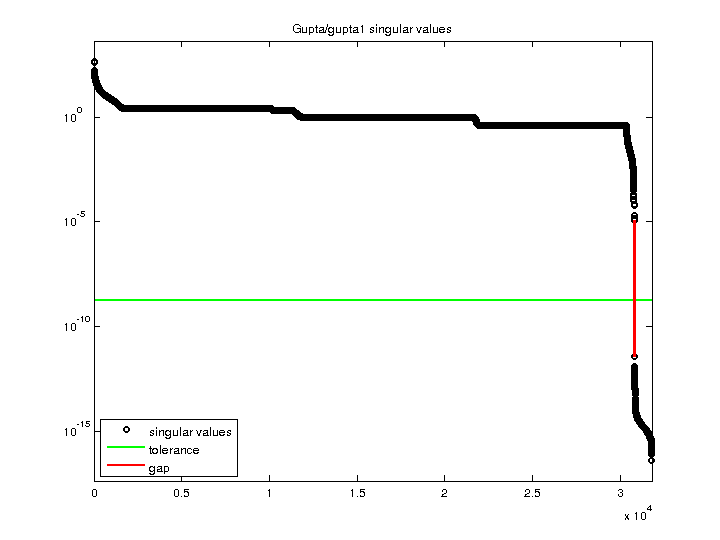 Gupta/gupta1 singular values
10^0
10^-5
10^-10
10^-15
singular values
tolerance
gap
0 0.5 1 1.5 2 2.5 3
x 10^4